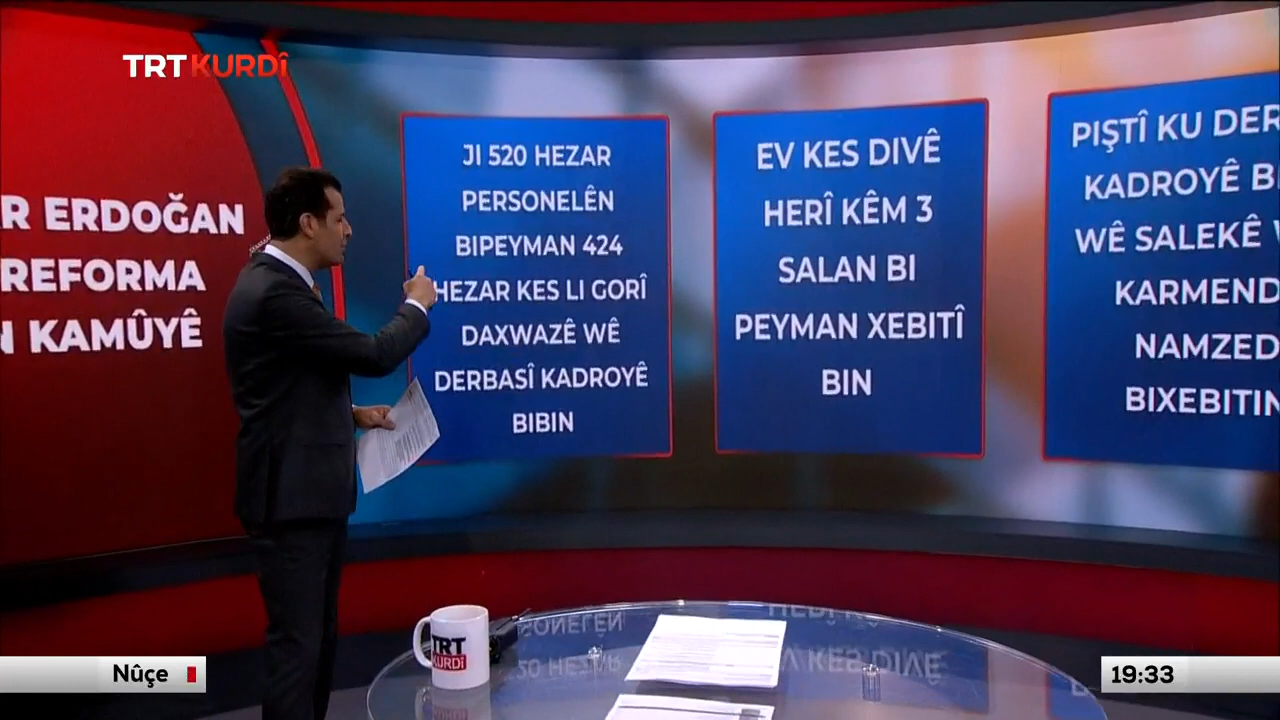 TRT KURDÎ
R ERDOĞAN
REFORMA
N KAMÛYÊ
JI 520 HEZAR
PERSONELÊN
BIPEYMAN 424
HEZAR KES LI GORÎ
DAXWAZÊ WÊ
DERBASÎ KADROYÊ
BIBIN
EV KES DIVÊ
HERÎ KÊM 3
SALAN BI
PEYMAN XEBITÎ
BIN
PIŞTÎ KU DER
KADROYÊ B
WÊ SALEKÊ
KARMEND
NAMZED
BIXEBITIN
TRT
KURDÎ
Nûçe
19:33